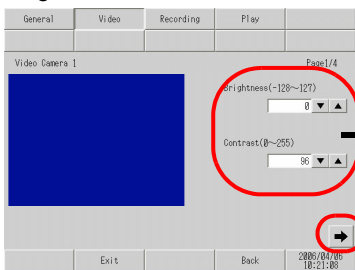 General Video Recording Play
Video Camera 1 Page1/4
Brightness(-128~127)
0 ▼ ▲
Contrast(0~255)
96 ▼ ▲
➡
Exit Back 2006/04/06
10:21:08